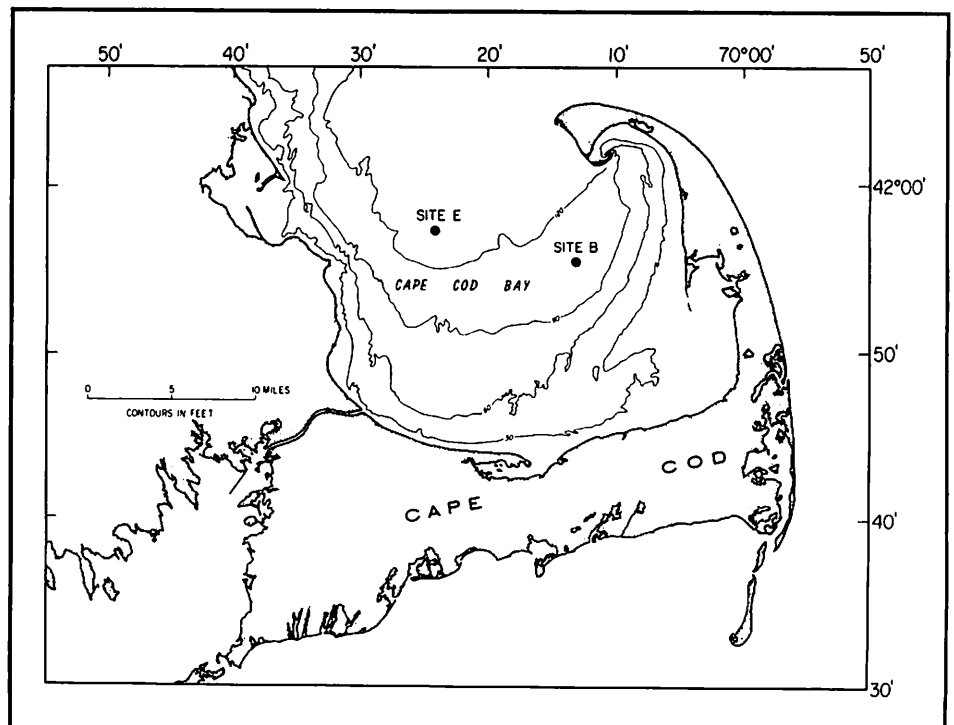 50' 40' 30' 20' 10' 70°00' 50'
42°00'
SITE E
SITE B
CAPE COD BAY
50'
0 5 10 MILES
CONTOURS IN FEET
30
CAPE COD
40'
30'